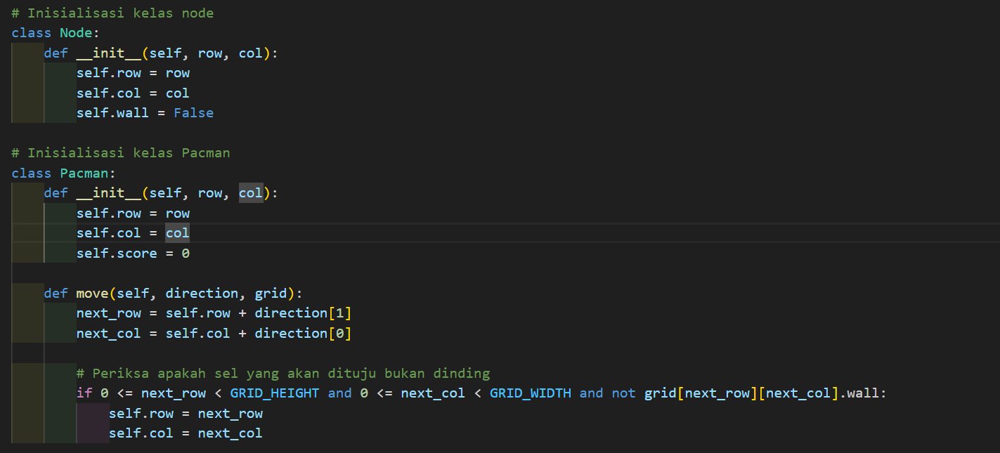 # Inisialisasi kelas node
class Node:
    def __init__(self, row, col):
        self.row = row
        self.col = col
        self.wall = False

# Inisialisasi kelas Pacman
class Pacman:
    def __init__(self, row, col):
        self.row = row
        self.col = col
        self.score = 0

    def move(self, direction, grid):
        next_row = self.row + direction[1]
        next_col = self.col + direction[0]

        # Periksa apakah sel yang akan dituju bukan dinding
        if 0 <= next_row < GRID_HEIGHT and 0 <= next_col < GRID_WIDTH and not grid[next_row][next_col].wall:
            self.row = next_row
            self.col = next_col